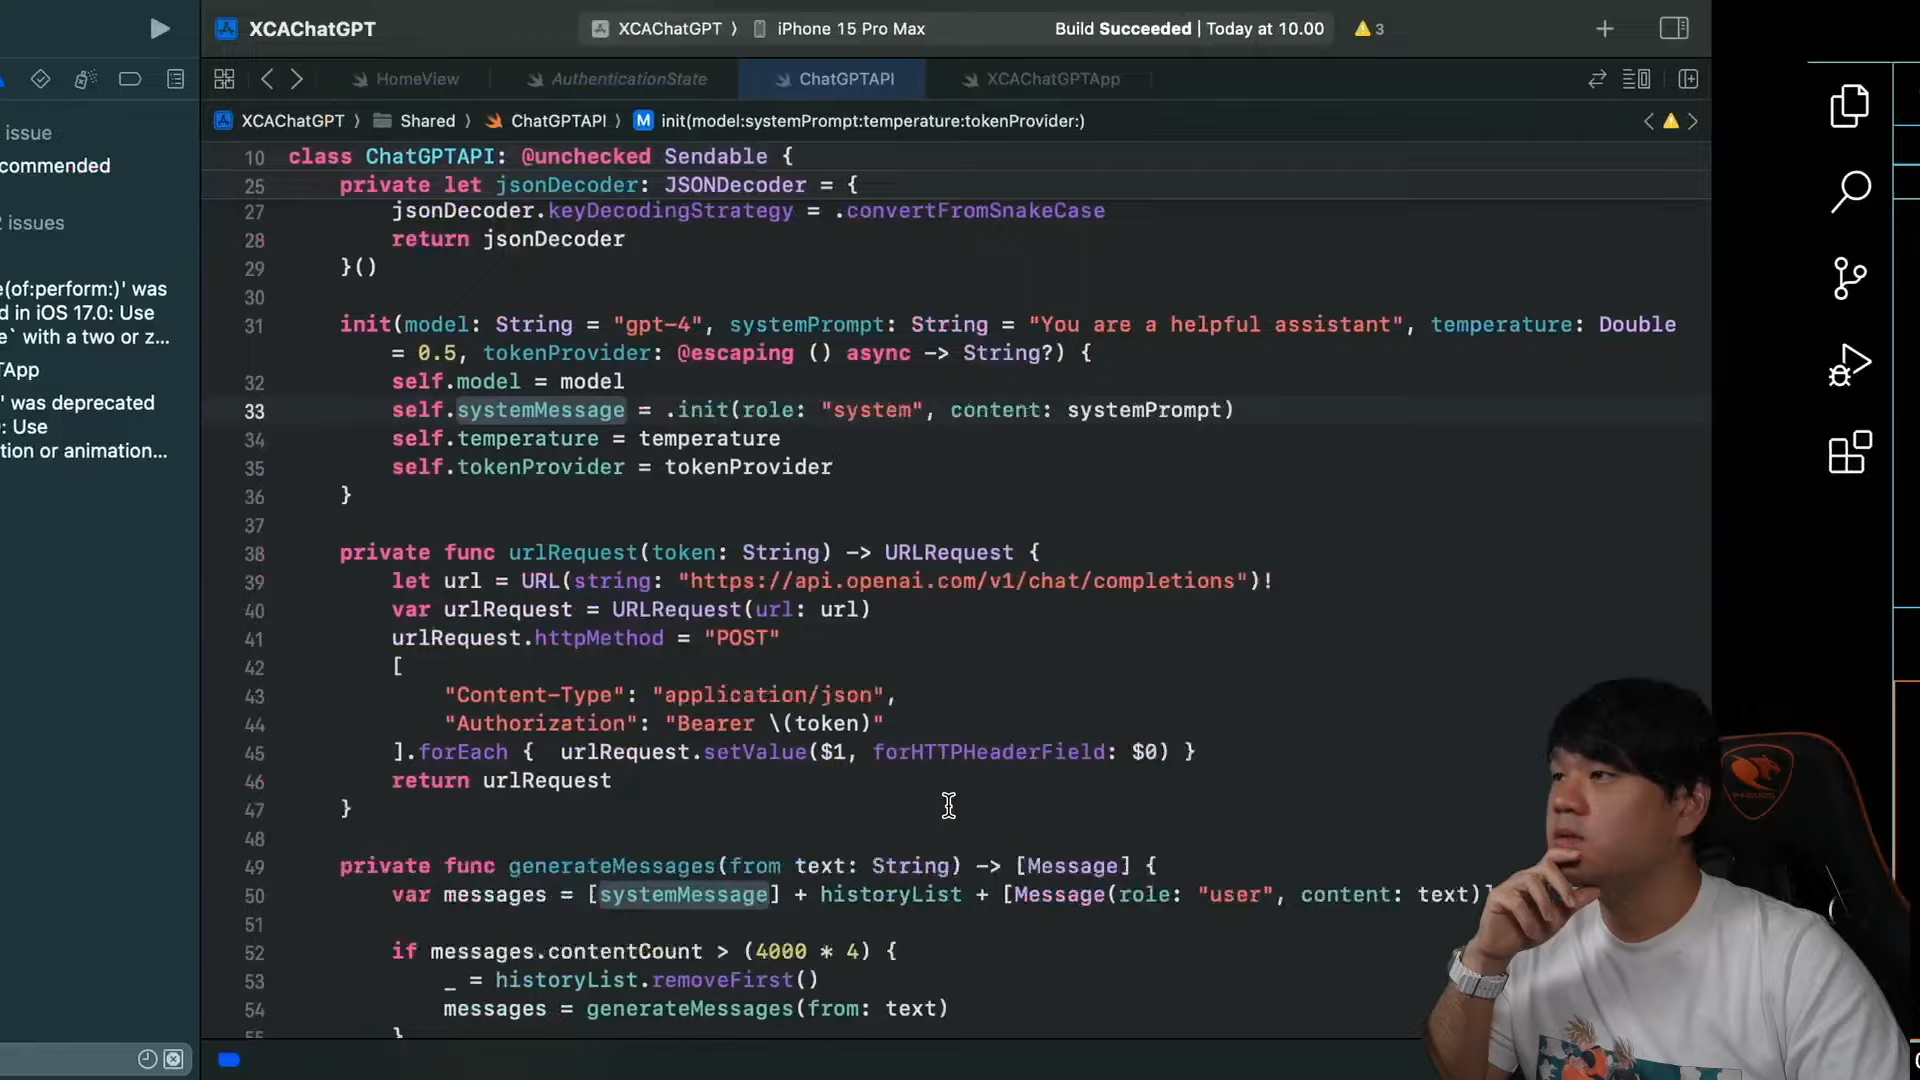 XCAChatGPT
XCAChatGPT 〉 iPhone 15 Pro Max
Build Succeeded | Today at 10.00
3
HomeView
AuthenticationState
ChatGPTAPI
XCAChatGPTApp
XCAChatGPT 〉 Shared 〉 ChatGPTAPI 〉 M init(model:systemPrompt:temperature:tokenProvider:)
issue
commended
2 issues
e(of:perform:)' was
d in iOS 17.0: Use
e` with a two or z...
TApp
' was deprecated
0: Use
tion or animation...
10 class ChatGPTAPI: @unchecked Sendable {
25 private let jsonDecoder: JSONDecoder = {
27 jsonDecoder.keyDecodingStrategy = .convertFromSnakeCase
28 return jsonDecoder
29 }()
30
31 init(model: String = "gpt-4", systemPrompt: String = "You are a helpful assistant", temperature: Double
= 0.5, tokenProvider: @escaping () async -> String?) {
32 self.model = model
33 self.systemMessage = .init(role: "system", content: systemPrompt)
34 self.temperature = temperature
35 self.tokenProvider = tokenProvider
36 }
37
38 private func urlRequest(token: String) -> URLRequest {
39 let url = URL(string: "https://api.openai.com/v1/chat/completions")!
40 var urlRequest = URLRequest(url: url)
41 urlRequest.httpMethod = "POST"
42 [
43 "Content-Type": "application/json",
44 "Authorization": "Bearer \(token)"
45 ].forEach { urlRequest.setValue($1, forHTTPHeaderField: $0) }
46 return urlRequest
47 }
48
49 private func generateMessages(from text: String) -> [Message] {
50 var messages = [systemMessage] + historyList + [Message(role: "user", content: text)]
51
52 if messages.contentCount > (4000 * 4) {
53 _ = historyList.removeFirst()
54 messages = generateMessages(from: text)
55 }